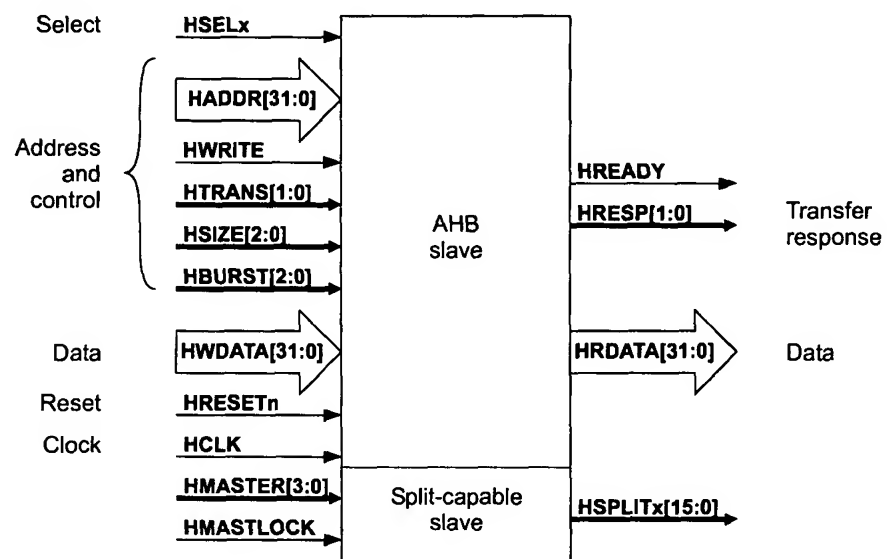 Select
HSELx
HADDR[31:0]
Address
and
control
HWRITE
HTRANS[1:0]
HSIZE[2:0]
HBURST[2:0]
Data
HWDATA[31:0]
Reset
HRESETn
Clock
HCLK
HMASTER[3:0]
HMASTLOCK
AHB
slave
Split-capable
slave
HREADY
HRESP[1:0]
Transfer
response
HRDATA[31:0]
Data
HSPLITx[15:0]